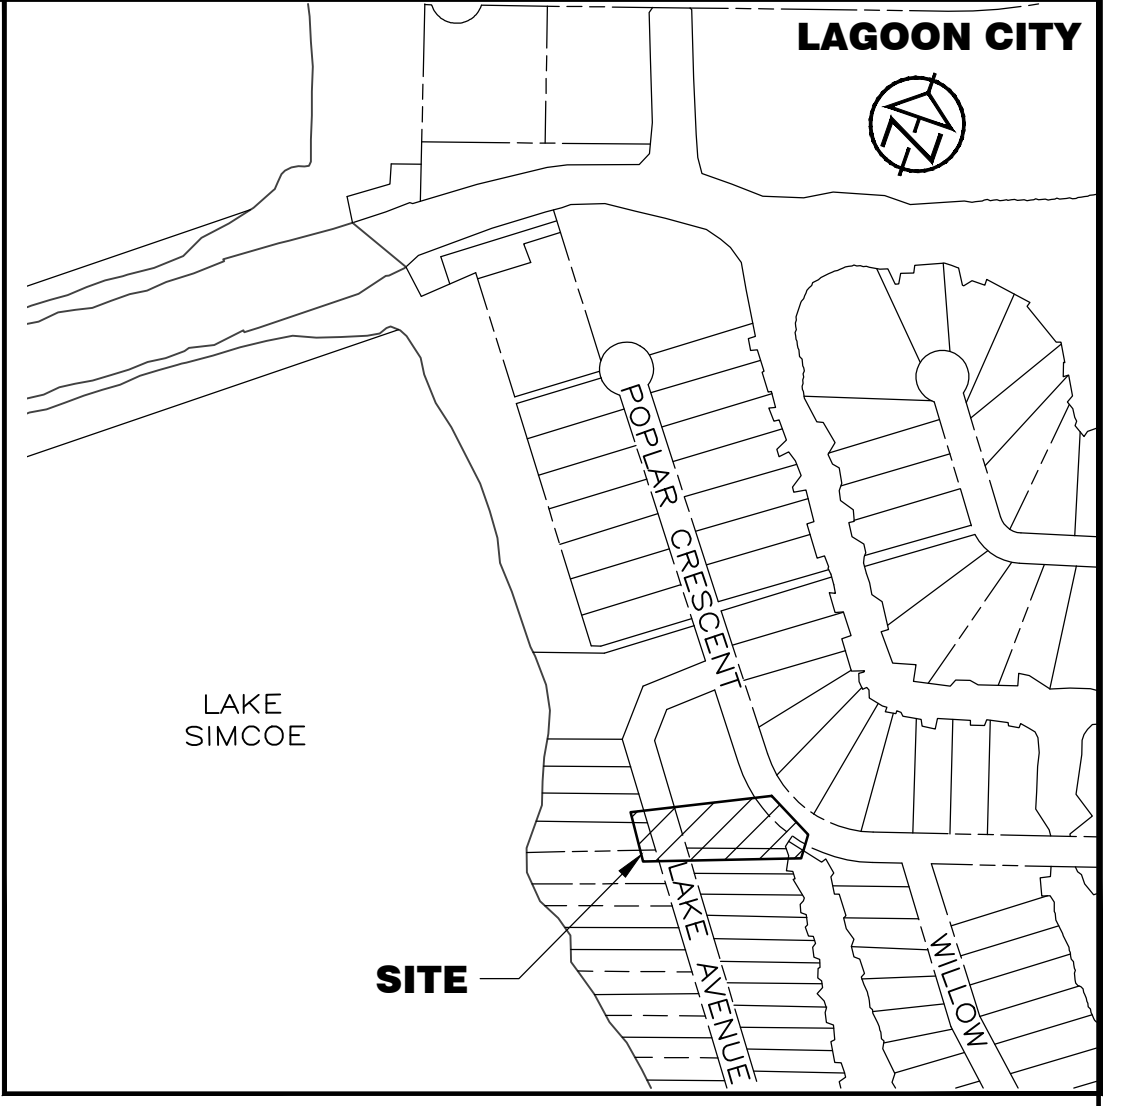 LAGOON CITY
N
POPLAR CRESCENT
LAKE
SIMCOE
LAKE AVENUE
WILLOW
SITE